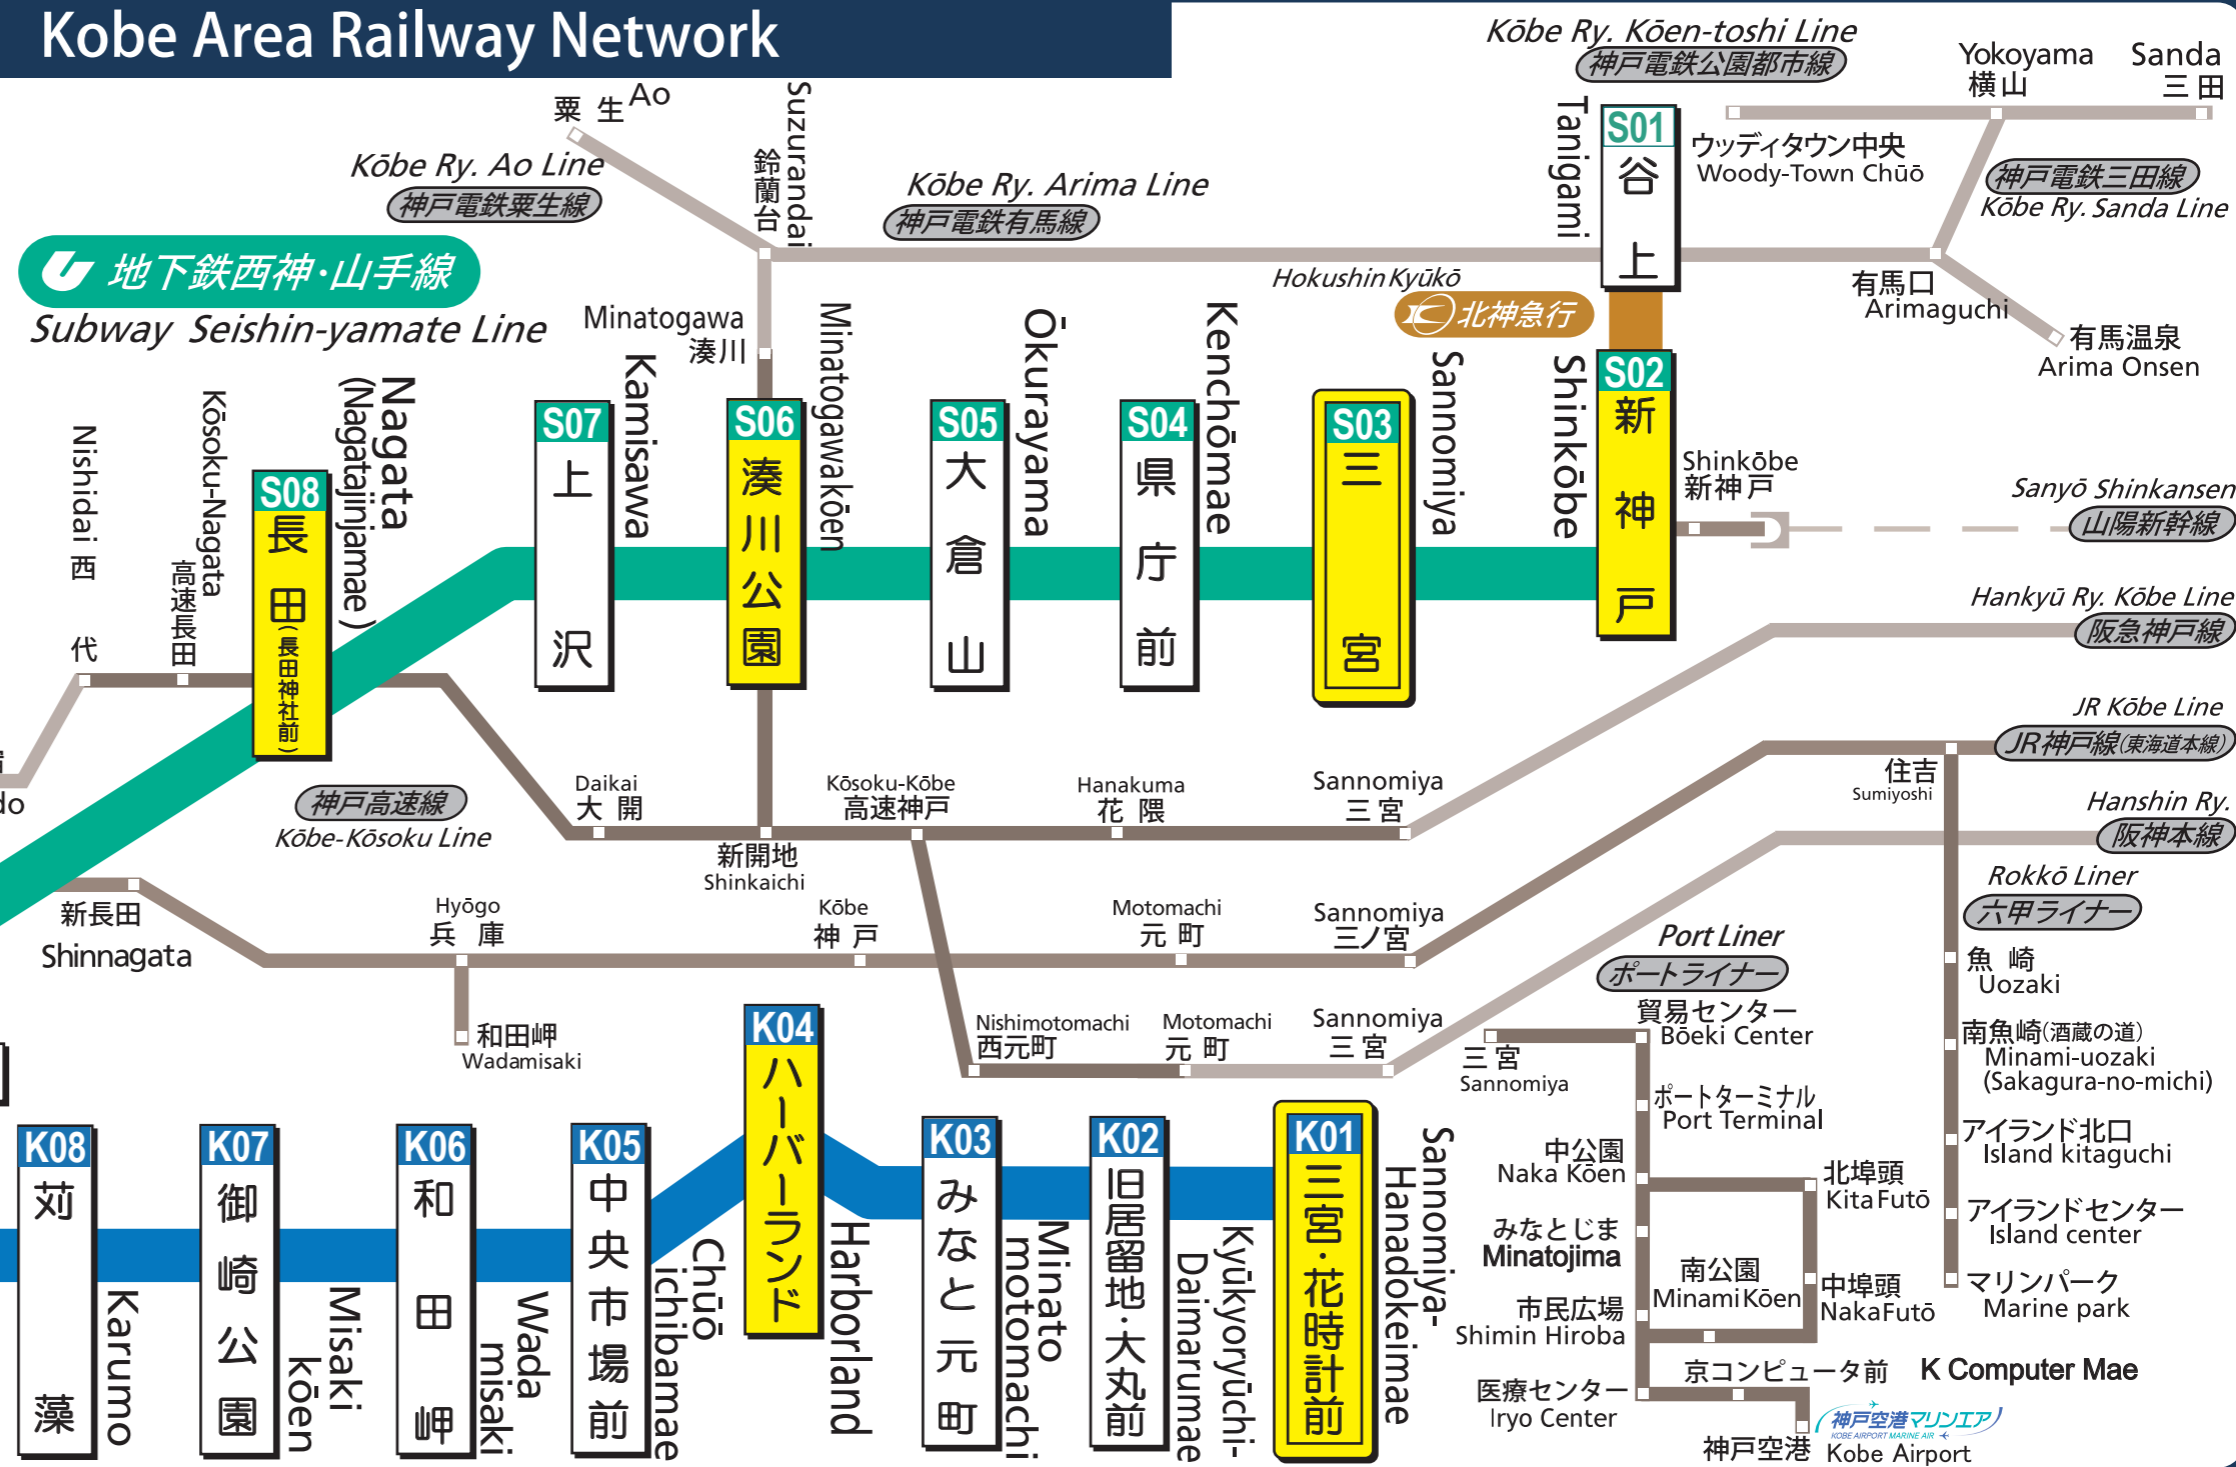 Kobe Area Railway Network
Kōbe Ry. Kōen-toshi Line
神戸電鉄公園都市線
Yokoyama
横山
Sanda
三田
ウッディタウン中央
Woody-Town Chūō
神戸電鉄三田線
Kōbe Ry. Sanda Line
粟生 Ao
Kōbe Ry. Ao Line
神戸電鉄粟生線
Suzurandai
鈴蘭台
Kōbe Ry. Arima Line
神戸電鉄有馬線
Tanigami
S01
谷上
有馬口
Arimaguchi
有馬温泉
Arima Onsen
Hokushin Kyūkō
北神急行
地下鉄西神・山手線
Subway Seishin-yamate Line
Minatogawa
湊川
Nishidai
西代
Kōsoku-Nagata
高速長田
Nagata
(Nagatajinjamae)
S08
長田(長田神社前)
Kamisawa
S07
上沢
Minatogawakōen
S06
湊川公園
Ōkurayama
S05
大倉山
Kenchōmae
S04
県庁前
Sannomiya
S03
三宮
Shinkōbe
S02
新神戸
Shinkōbe
新神戸
Sanyō Shinkansen
山陽新幹線
Hankyū Ry. Kōbe Line
阪急神戸線
JR Kōbe Line
JR神戸線(東海道本線)
住吉
Sumiyoshi
Hanshin Ry.
阪神本線
do
神戸高速線
Kōbe-Kōsoku Line
Daikai
大開
新開地
Shinkaichi
Kōsoku-Kōbe
高速神戸
Hanakuma
花隈
Sannomiya
三宮
新長田
Shinnagata
Hyōgo
兵庫
和田岬
Wadamisaki
Kōbe
神戸
Motomachi
元町
Sannomiya
三ノ宮
Nishimotomachi
西元町
Motomachi
元町
Sannomiya
三宮
Rokkō Liner
六甲ライナー
魚崎
Uozaki
南魚崎(酒蔵の道)
Minami-uozaki
(Sakagura-no-michi)
アイランド北口
Island kitaguchi
アイランドセンター
Island center
マリンパーク
Marine park
Port Liner
ポートライナー
三宮
Sannomiya
貿易センター
Bōeki Center
ポートターミナル
Port Terminal
中公園
Naka Kōen
北埠頭
Kita Futō
みなとじま
Minatojima
南公園
Minami Kōen
中埠頭
Naka Futō
市民広場
Shimin Hiroba
京コンピュータ前 K Computer Mae
医療センター
Iryo Center
神戸空港マリンエア
KOBE AIRPORT MARINE AIR
神戸空港 Kobe Airport
K08
苅藻
Karumo
K07
御崎公園
Misaki
kōen
K06
和田岬
Wada
misaki
K05
中央市場前
Chūō
ichibamae
K04
ハーバーランド
Harborland
K03
みなと元町
Minato
motomachi
K02
旧居留地・大丸前
Kyūkyoryūchi-
Daimarumae
K01
三宮・花時計前
Sannomiya-
Hanadokeimae